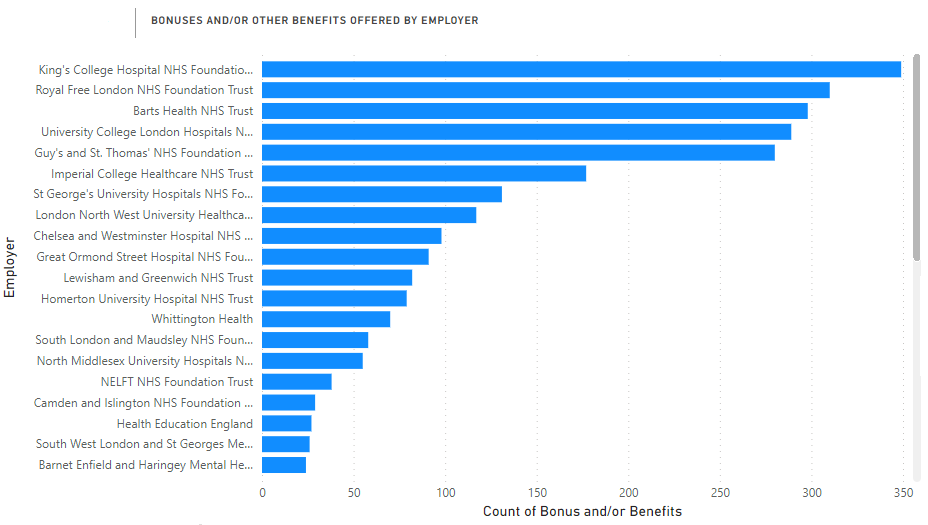 BONUSES AND/OR OTHER BENEFITS OFFERED BY EMPLOYER
Employer
King's College Hospital NHS Foundatio...
Royal Free London NHS Foundation Trust
Barts Health NHS Trust
University College London Hospitals N...
Guy's and St. Thomas' NHS Foundation ...
Imperial College Healthcare NHS Trust
St George's University Hospitals NHS Fo...
London North West University Healthca...
Chelsea and Westminster Hospital NHS ...
Great Ormond Street Hospital NHS Fou...
Lewisham and Greenwich NHS Trust
Homerton University Hospital NHS Trust
Whittington Health
South London and Maudsley NHS Foun...
North Middlesex University Hospitals N...
NELFT NHS Foundation Trust
Camden and Islington NHS Foundation ...
Health Education England
South West London and St Georges Me...
Barnet Enfield and Haringey Mental He...
0 50 100 150 200 250 300 350
Count of Bonus and/or Benefits